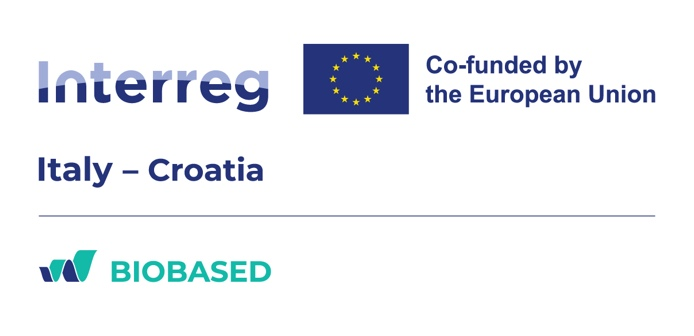 Interreg
Co-funded by
the European Union
Italy – Croatia
BIOBASED